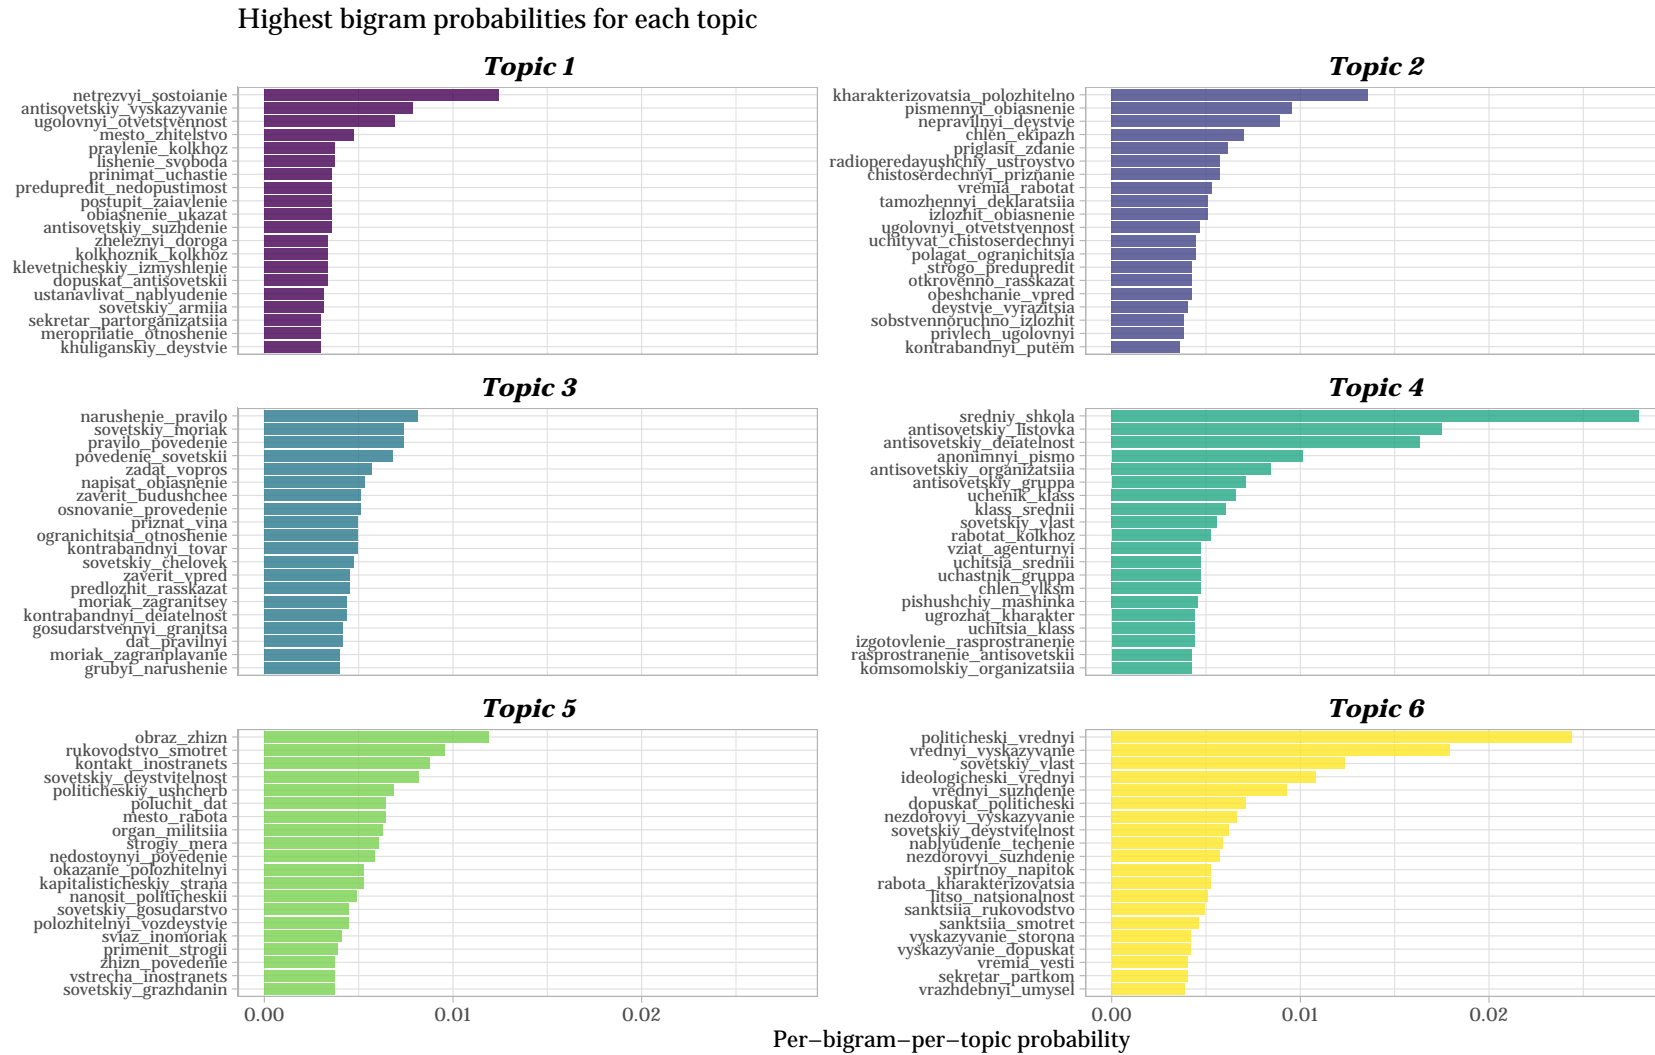 Highest bigram probabilities for each topic
Topic 1
netrezvyi_sostoianie
antisovetskiy_vyskazyvanie
ugolovnyi_otvetstvennost
mesto_zhitelstvo
pravlenie_kolkhoz
lishenie_svoboda
prinimat_uchastie
predupredit_nedopustimost
postupit_zaiavlenie
obiasnenie_ukazat
antisovetskiy_suzhdenie
zheleznyi_doroga
kolkhoznik_kolkhoz
klevetnicheskiy_izmyshlenie
dopuskat_antisovetskii
ustanavlivat_nablyudenie
sovetskiy_armiia
sekretar_partorganizatsiia
meropriiatie_otnoshenie
khuliganskiy_deystvie
Topic 2
kharakterizovatsia_polozhitelno
pismennyi_obiasnenie
nepravilnyi_deystvie
chlen_ekipazh
priglasit_zdanie
radioperedayushchiy_ustroystvo
chistoserdechnyi_priznanie
vremia_rabotat
tamozhennyi_deklaratsiia
izlozhit_obiasnenie
ugolovnyi_otvetstvennost
uchityvat_chistoserdechnyi
polagat_ogranichitsia
strogo_predupredit
otkrovenno_rasskazat
obeshchanie_vpred
deystvie_vyrazitsia
sobstvennoruchno_izlozhit
privlech_ugolovnyi
kontrabandnyi_putëm
Topic 3
narushenie_pravilo
sovetskiy_moriak
pravilo_povedenie
povedenie_sovetskii
zadat_vopros
napisat_obiasnenie
zaverit_budushchee
osnovanie_provedenie
priznat_vina
ogranichitsia_otnoshenie
kontrabandnyi_tovar
sovetskiy_chelovek
zaverit_vpred
predlozhit_rasskazat
moriak_zagranitsey
kontrabandnyi_deiatelnost
gosudarstvennyi_granitsa
dat_pravilnyi
moriak_zagranplavanie
grubyi_narushenie
Topic 4
sredniy_shkola
antisovetskiy_listovka
antisovetskiy_deiatelnost
anonimnyi_pismo
antisovetskiy_organizatsiia
antisovetskiy_gruppa
uchenik_klass
klass_srednii
sovetskiy_vlast
rabotat_kolkhoz
vziat_agenturnyi
uchitsia_srednii
uchastnik_gruppa
chlen_vlksm
pishushchiy_mashinka
ugrozhat_kharakter
uchitsia_klass
izgotovlenie_rasprostranenie
rasprostranenie_antisovetskii
komsomolskiy_organizatsiia
Topic 5
obraz_zhizn
rukovodstvo_smotret
kontakt_inostranets
sovetskiy_deystvitelnost
politicheskiy_ushcherb
poluchit_dat
mesto_rabota
organ_militsiia
strogiy_mera
nedostoynyi_povedenie
okazanie_polozhitelnyi
kapitalisticheskiy_strana
nanosit_politicheskii
sovetskiy_gosudarstvo
polozhitelnyi_vozdeystvie
sviaz_inomoriak
primenit_strogii
zhizn_povedenie
vstrecha_inostranets
sovetskiy_grazhdanin
0.00 0.01 0.02
Topic 6
politicheski_vrednyi
vrednyi_vyskazyvanie
sovetskiy_vlast
ideologicheski_vrednyi
vrednyi_suzhdenie
dopuskat_politicheski
nezdorovyi_vyskazyvanie
sovetskiy_deystvitelnost
nablyudenie_techenie
nezdorovyi_suzhdenie
spirtnoy_napitok
rabota_kharakterizovatsia
litso_natsionalnost
sanktsiia_rukovodstvo
sanktsiia_smotret
vyskazyvanie_storona
vyskazyvanie_dopuskat
vremia_vesti
sekretar_partkom
vrazhdebnyi_umysel
0.00 0.01 0.02
Per−bigram−per−topic probability